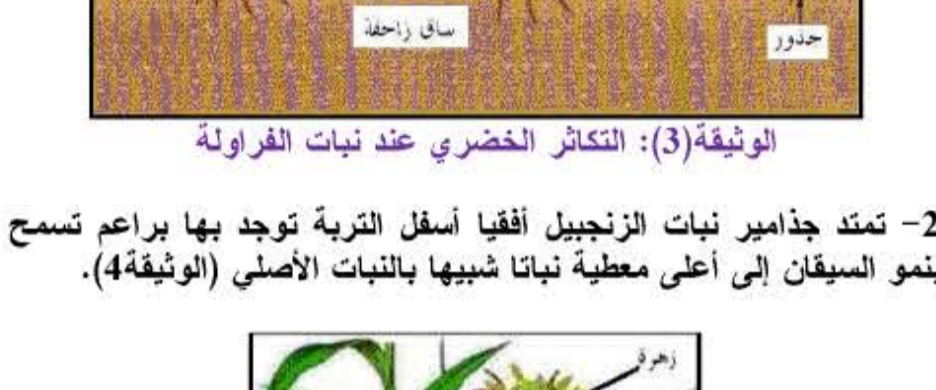 ساق زاحفة
جذور
الوثيقة(3): التكاثر الخضري عند نبات الفراولة
2- تمتد جذامير نبات الزنجبيل أفقيا أسفل التربة توجد بها براعم تسمح
بنمو السيقان إلى أعلى معطية نباتا شبيها بالنبات الأصلي (الوثيقة4).
زهرة